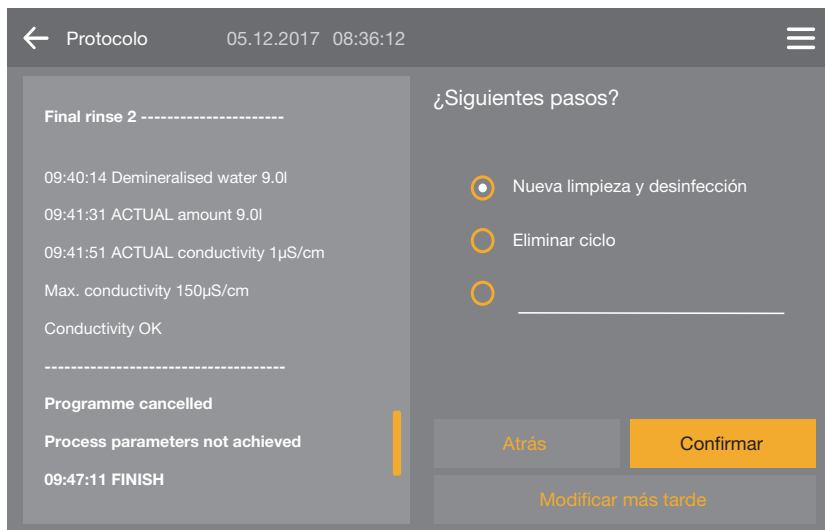 Protocolo 05.12.2017 08:36:12
Final rinse 2 ----------------------
09:40:14 Demineralised water 9.0l
09:41:31 ACTUAL amount 9.0l
09:41:51 ACTUAL conductivity 1µS/cm
Max. conductivity 150µS/cm
Conductivity OK
-------------------------------------
Programme cancelled
Process parameters not achieved
09:47:11 FINISH
¿Siguientes pasos?
Nueva limpieza y desinfección
Eliminar ciclo
Atrás
Confirmar
Modificar más tarde